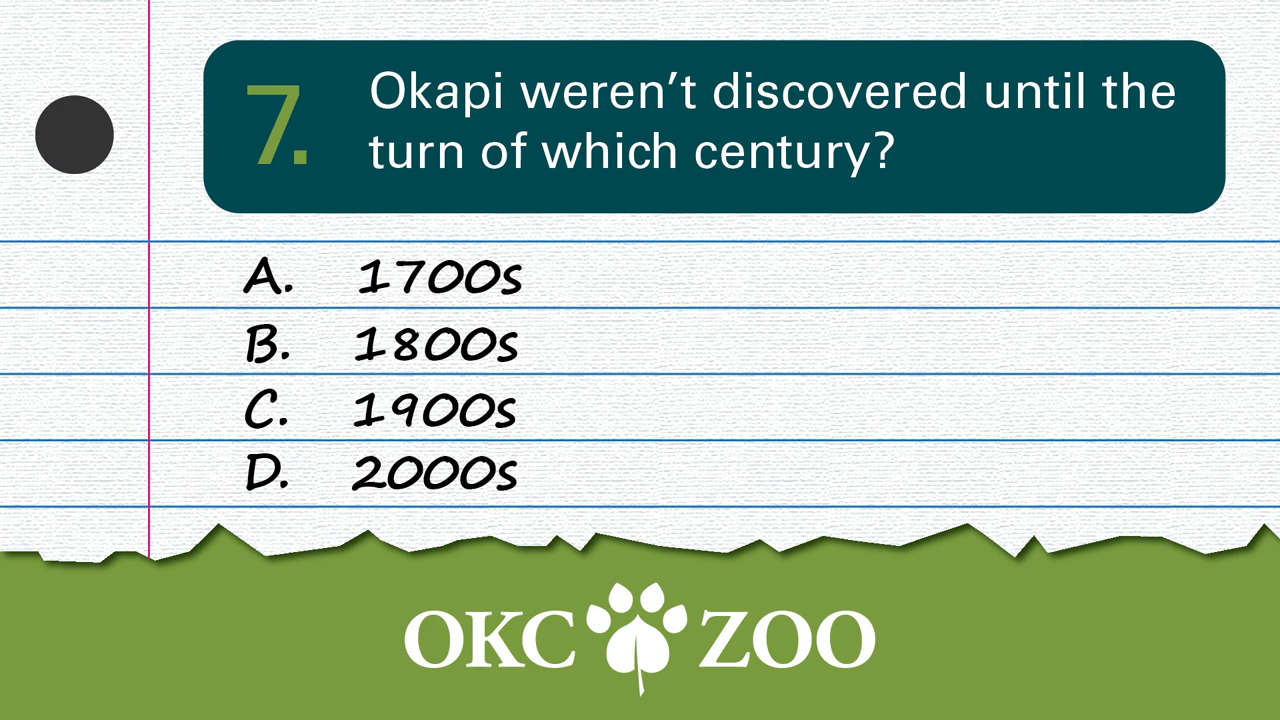 7. Okapi weren’t discovered until the
turn of which century?
A. 1700s
B. 1800s
C. 1900s
D. 2000s
OKC ZOO